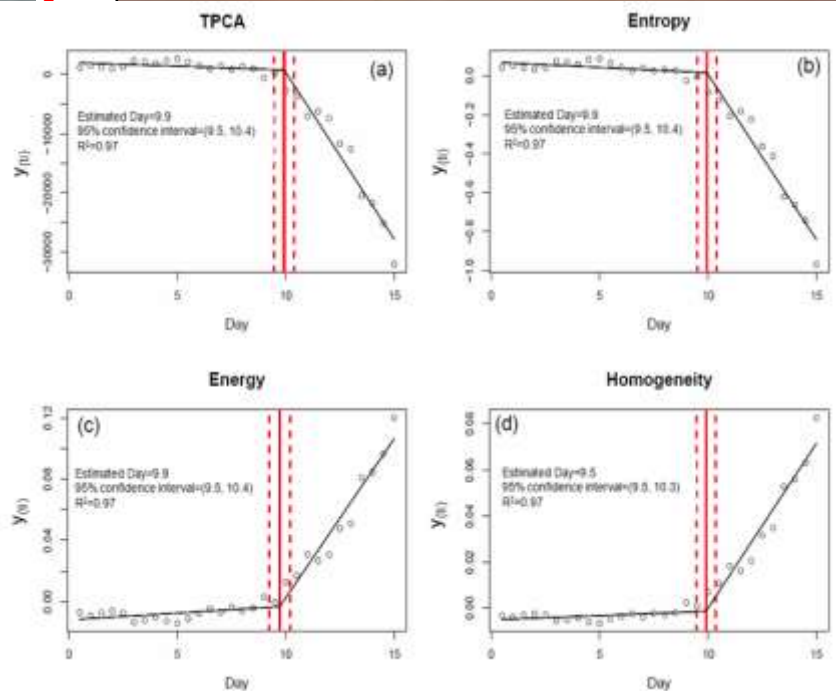 TPCA
(a)
Estimated Day=9.9
95% confidence interval=(9.5, 10.4)
R²=0.97
y(ti)
0
-10000
-20000
-30000
0 5 10 15
Day
Entropy
(b)
Estimated Day=9.9
95% confidence interval=(9.5, 10.4)
R²=0.97
y(ti)
0.0
-0.2
-0.4
-0.6
-0.8
-1.0
0 5 10 15
Day
Energy
(c)
Estimated Day=9.9
95% confidence interval=(9.5, 10.4)
R²=0.97
y(ti)
0.12
0.08
0.04
0.00
0 5 10 15
Day
Homogeneity
(d)
Estimated Day=9.5
95% confidence interval=(9.5, 10.3)
R²=0.97
y(ti)
0.08
0.06
0.04
0.02
0.00
0 5 10 15
Day